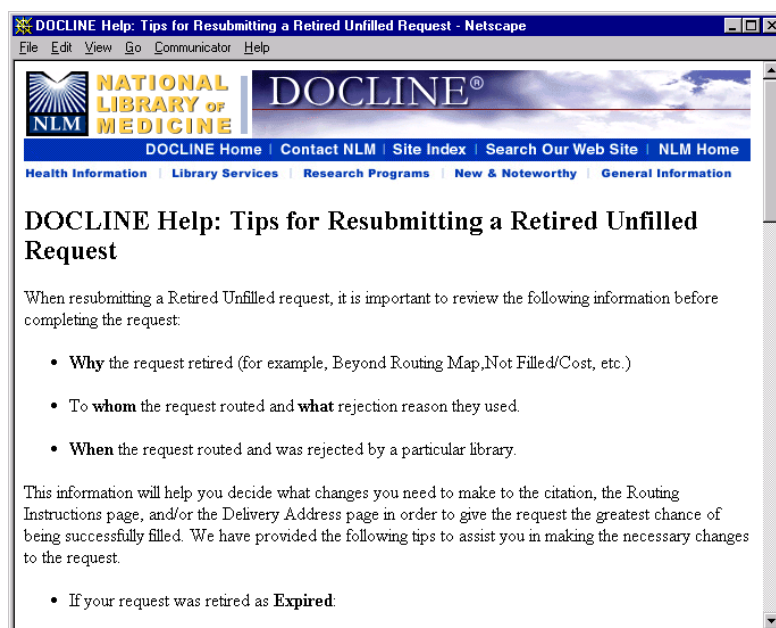 DOCLINE Help: Tips for Resubmitting a Retired Unfilled Request - Netscape
File Edit View Go Communicator Help
NATIONAL
LIBRARY OF
MEDICINE
NLM
DOCLINE®
DOCLINE Home | Contact NLM | Site Index | Search Our Web Site | NLM Home
Health Information | Library Services | Research Programs | New & Noteworthy | General Information
DOCLINE Help: Tips for Resubmitting a Retired Unfilled
Request
When resubmitting a Retired Unfilled request, it is important to review the following information before
completing the request:
• Why the request retired (for example, Beyond Routing Map,Not Filled/Cost, etc.)
• To whom the request routed and what rejection reason they used.
• When the request routed and was rejected by a particular library.
This information will help you decide what changes you need to make to the citation, the Routing
Instructions page, and/or the Delivery Address page in order to give the request the greatest chance of
being successfully filled. We have provided the following tips to assist you in making the necessary changes
to the request.
• If your request was retired as Expired: